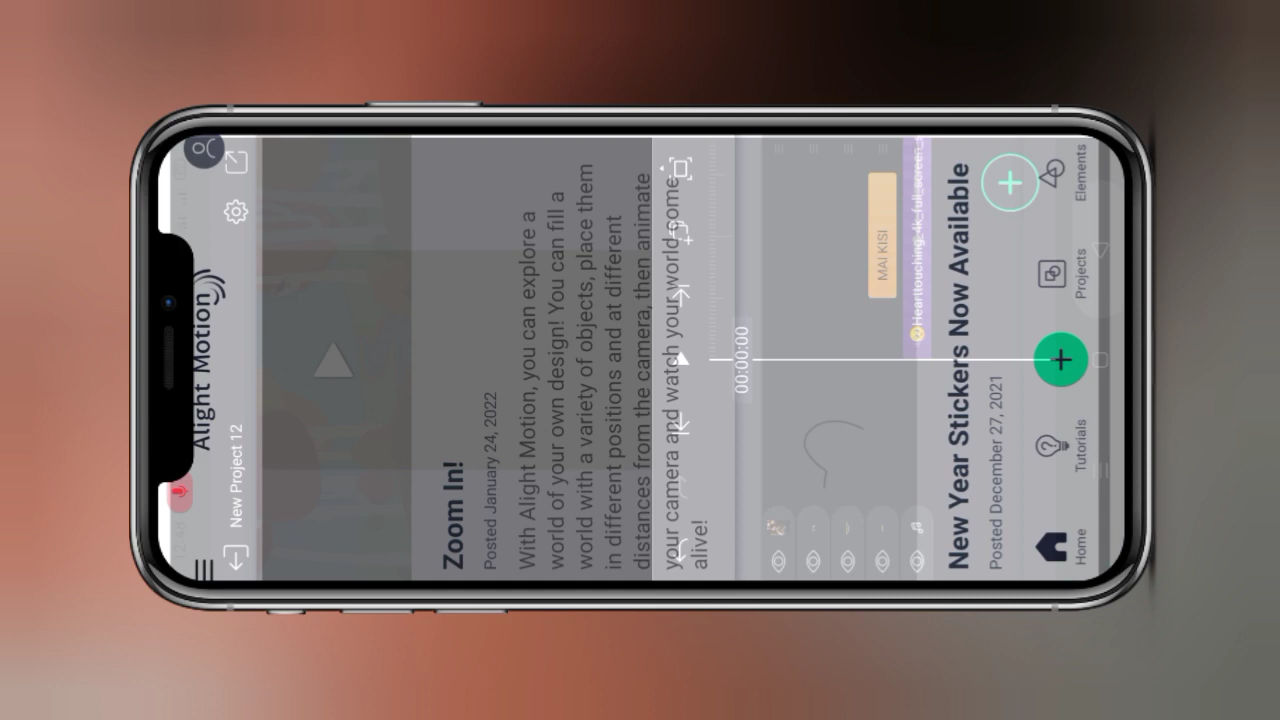 Alight Motion
New Project 12
Zoom In!
Posted January 24, 2022
With Alight Motion, you can explore a
world of your own design! You can fill a
world with a variety of objects, place them
in different positions and at different
distances from the camera, then animate
your camera and watch your world come
alive!
00:00:00
MAI KISI
Hearttouching_4k_full_screen_
New Year Stickers Now Available
Posted December 27, 2021
Home
Tutorials
Projects
Elements